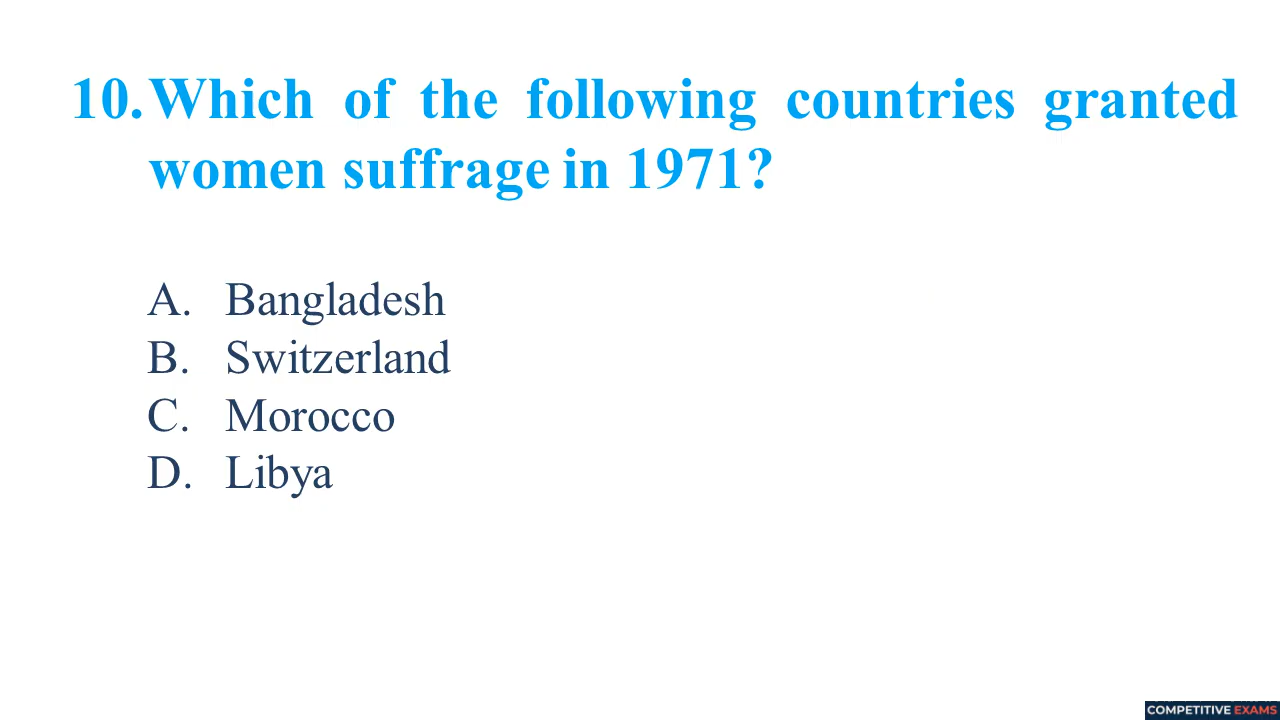 10. Which of the following countries granted
women suffrage in 1971?
A. Bangladesh
B. Switzerland
C. Morocco
D. Libya
COMPETITIVE EXAMS